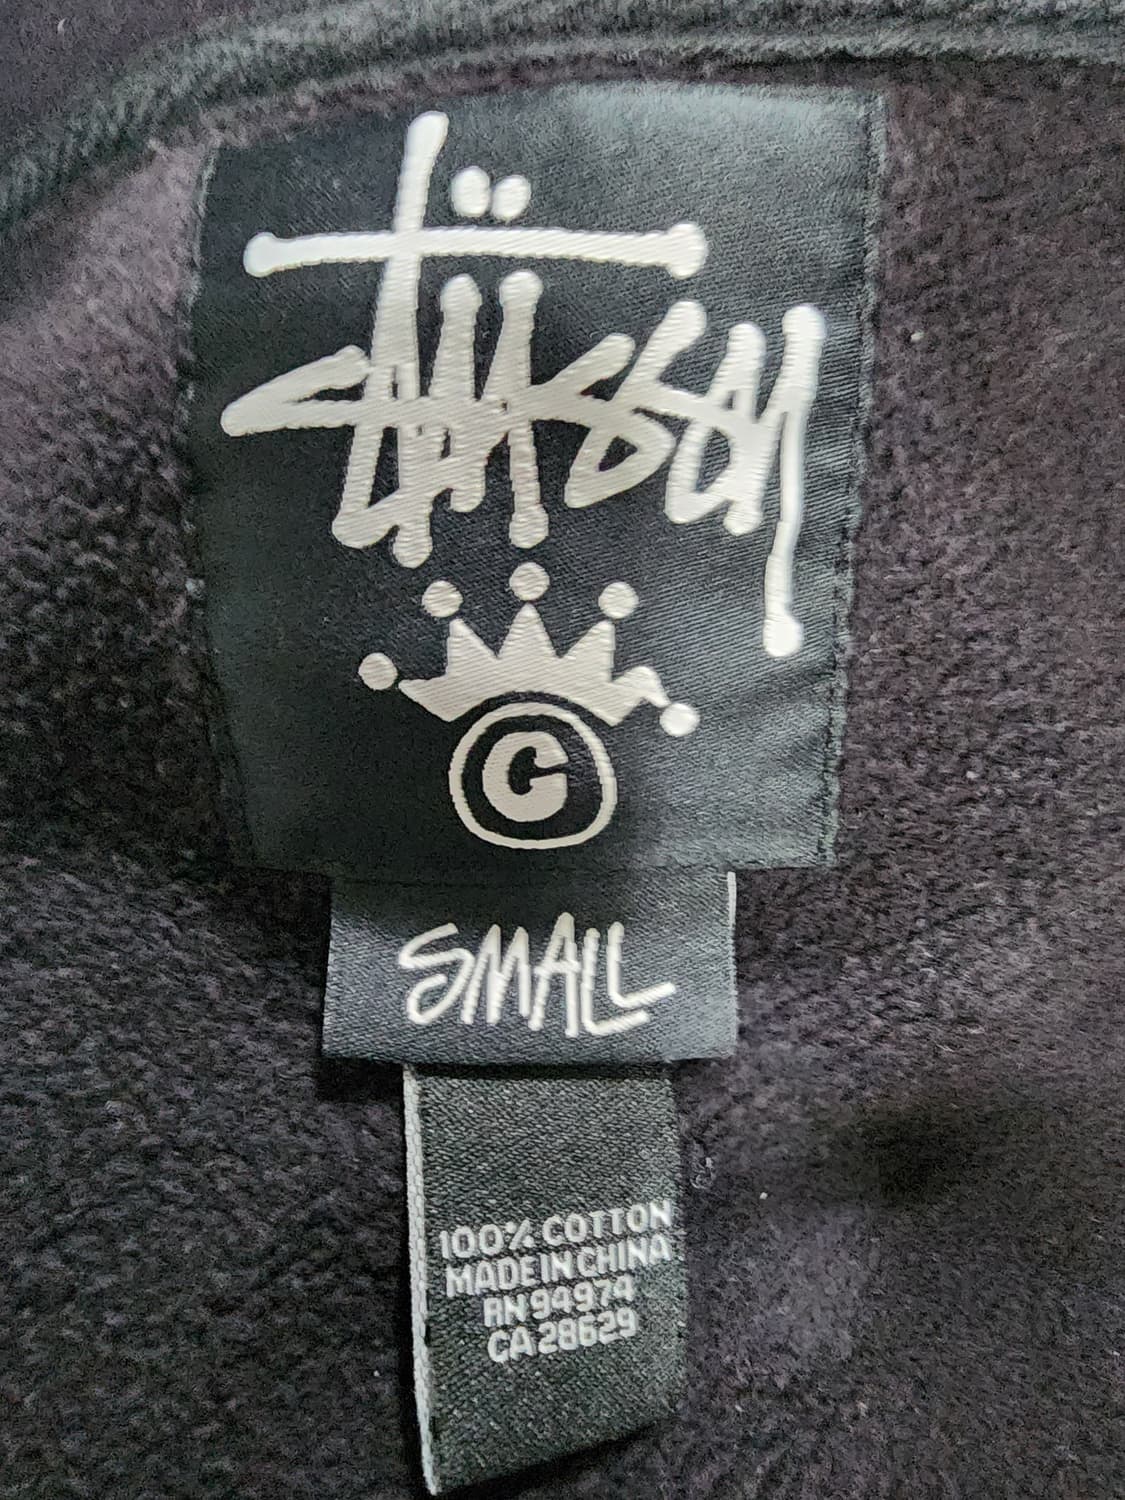 Stüssy
C
SMALL
100% COTTON
MADE IN CHINA
RN 94974
CA 28629